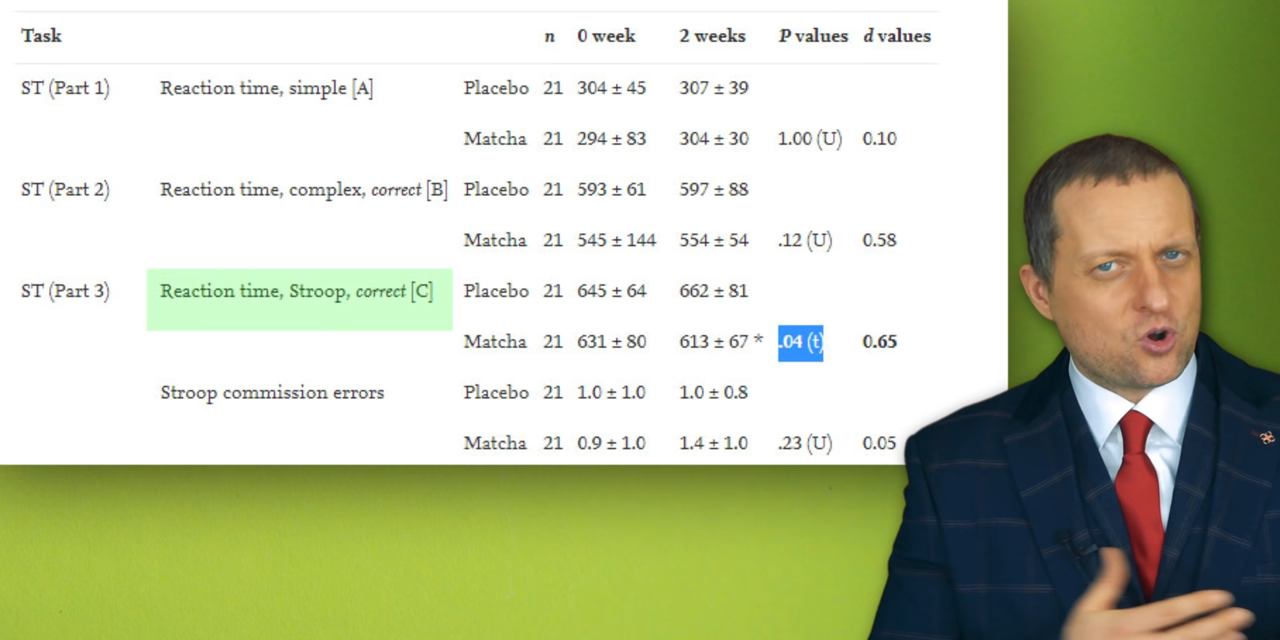 Task n 0 week 2 weeks P values d values
ST (Part 1) Reaction time, simple [A] Placebo 21 304 ± 45 307 ± 39
Matcha 21 294 ± 83 304 ± 30 1.00 (U) 0.10
ST (Part 2) Reaction time, complex, correct [B] Placebo 21 593 ± 61 597 ± 88
Matcha 21 545 ± 144 554 ± 54 .12 (U) 0.58
ST (Part 3) Reaction time, Stroop, correct [C] Placebo 21 645 ± 64 662 ± 81
Matcha 21 631 ± 80 613 ± 67 * .04 (t) 0.65
Stroop commission errors Placebo 21 1.0 ± 1.0 1.0 ± 0.8
Matcha 21 0.9 ± 1.0 1.4 ± 1.0 .23 (U) 0.05